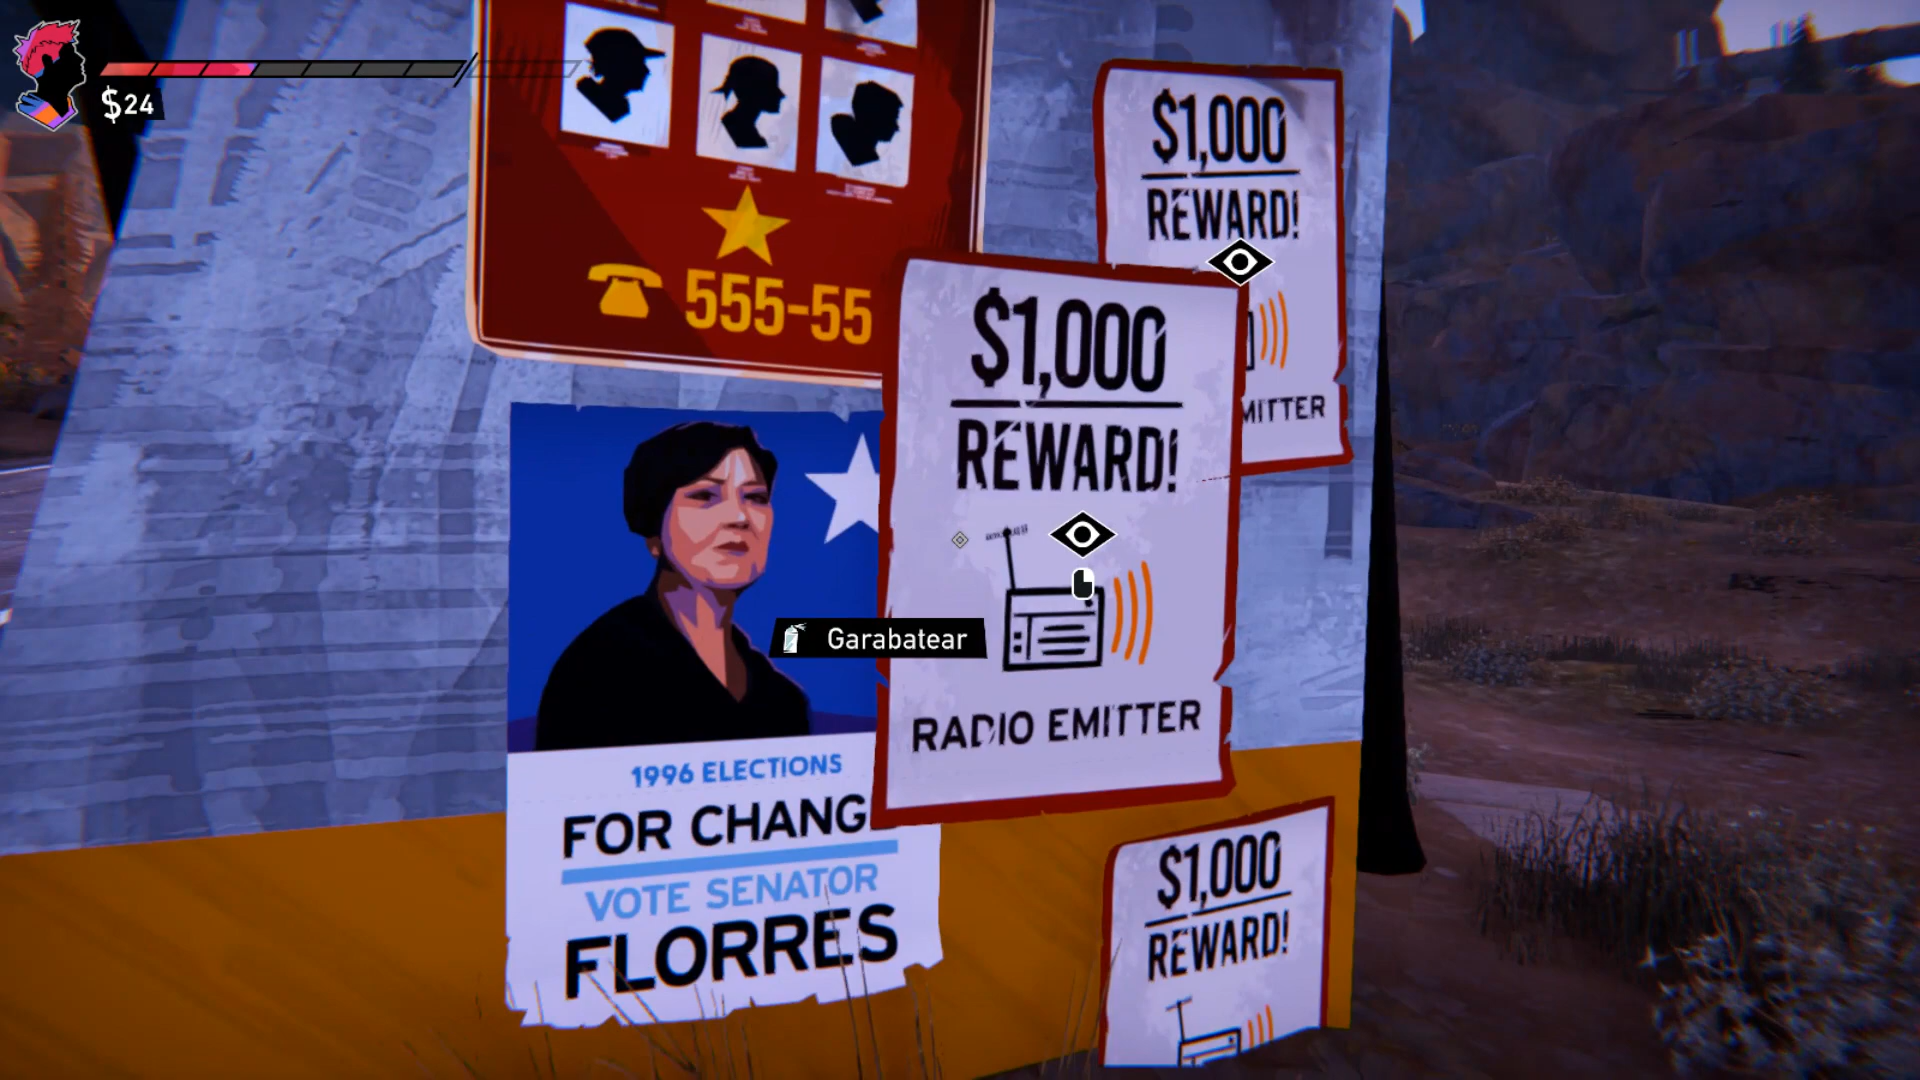 $24
555-55
$1,000
REWARD!
MITTER
$1,000
REWARD!
RADIO EMITTER
Garabatear
1996 ELECTIONS
FOR CHANG
VOTE SENATOR
FLORRES
$1,000
REWARD!